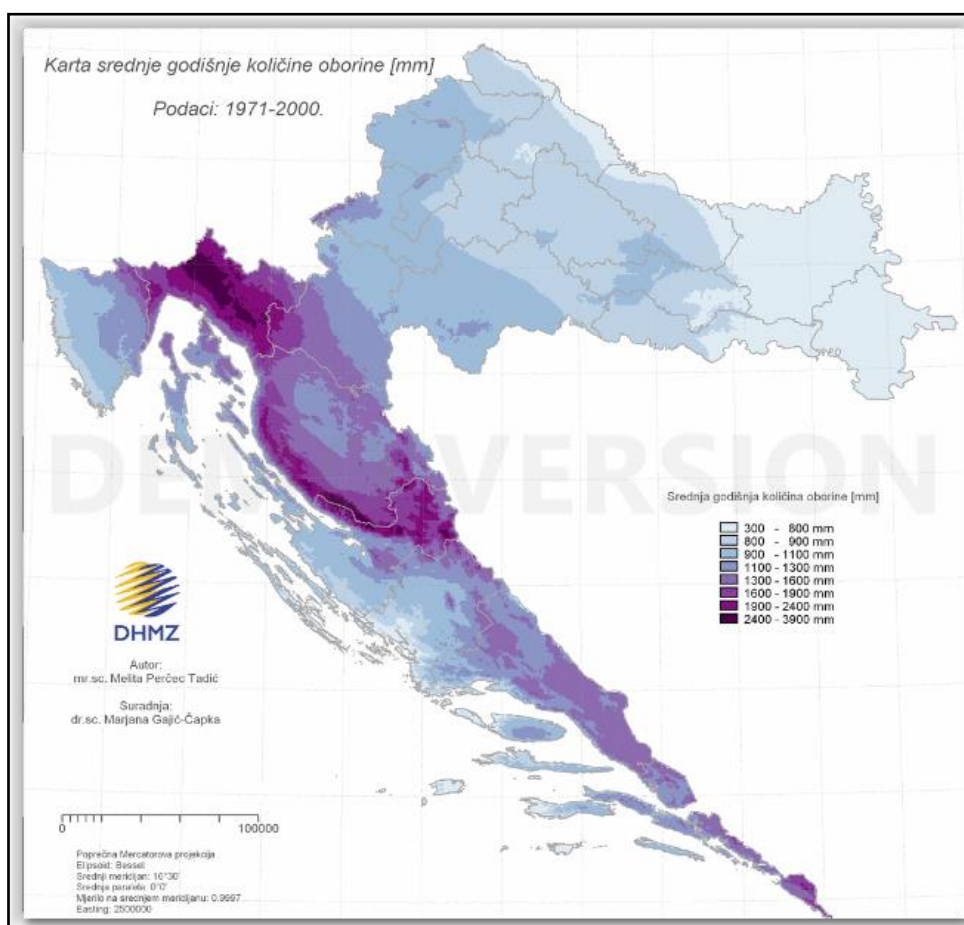 Karta srednje godišnje količine oborine [mm]
Podaci: 1971-2000.
DEMO VERSION
Srednja godišnja količina oborine [mm]
300 - 800 mm
800 - 900 mm
900 - 1100 mm
1100 - 1300 mm
1300 - 1600 mm
1600 - 1900 mm
1900 - 2400 mm
2400 - 3900 mm
DHMZ
Autor:
mr.sc. Melita Perčec Tadić
Suradnja:
dr.sc. Marjana Gajić-Čapka
0 100000
Poprečna Mercatorova projekcija
Elipsoid: Bessel
Srednji meridijan: 16°30'
Srednja paralela: 0°0'
Mjerilo na srednjem meridijanu: 0.9997
Easting: 2500000